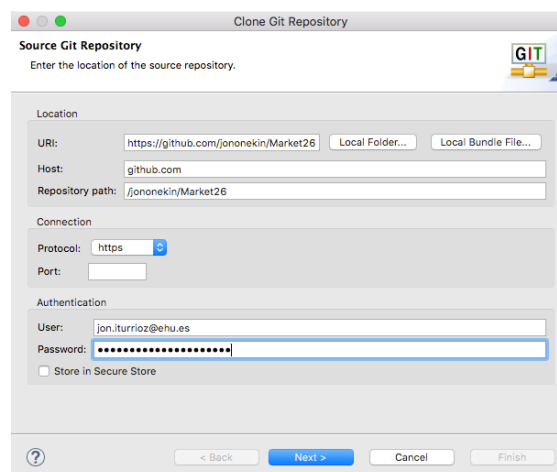 Clone Git Repository
Source Git Repository
Enter the location of the source repository.
GIT
Location
URI: https://github.com/jononekin/Market26 Local Folder... Local Bundle File...
Host: github.com
Repository path: /jononekin/Market26
Connection
Protocol: https
Port:
Authentication
User: jon.iturrioz@ehu.es
Password: ●●●●●●●●●●●●●●●●●●●●●
Store in Secure Store
? < Back Next > Cancel Finish